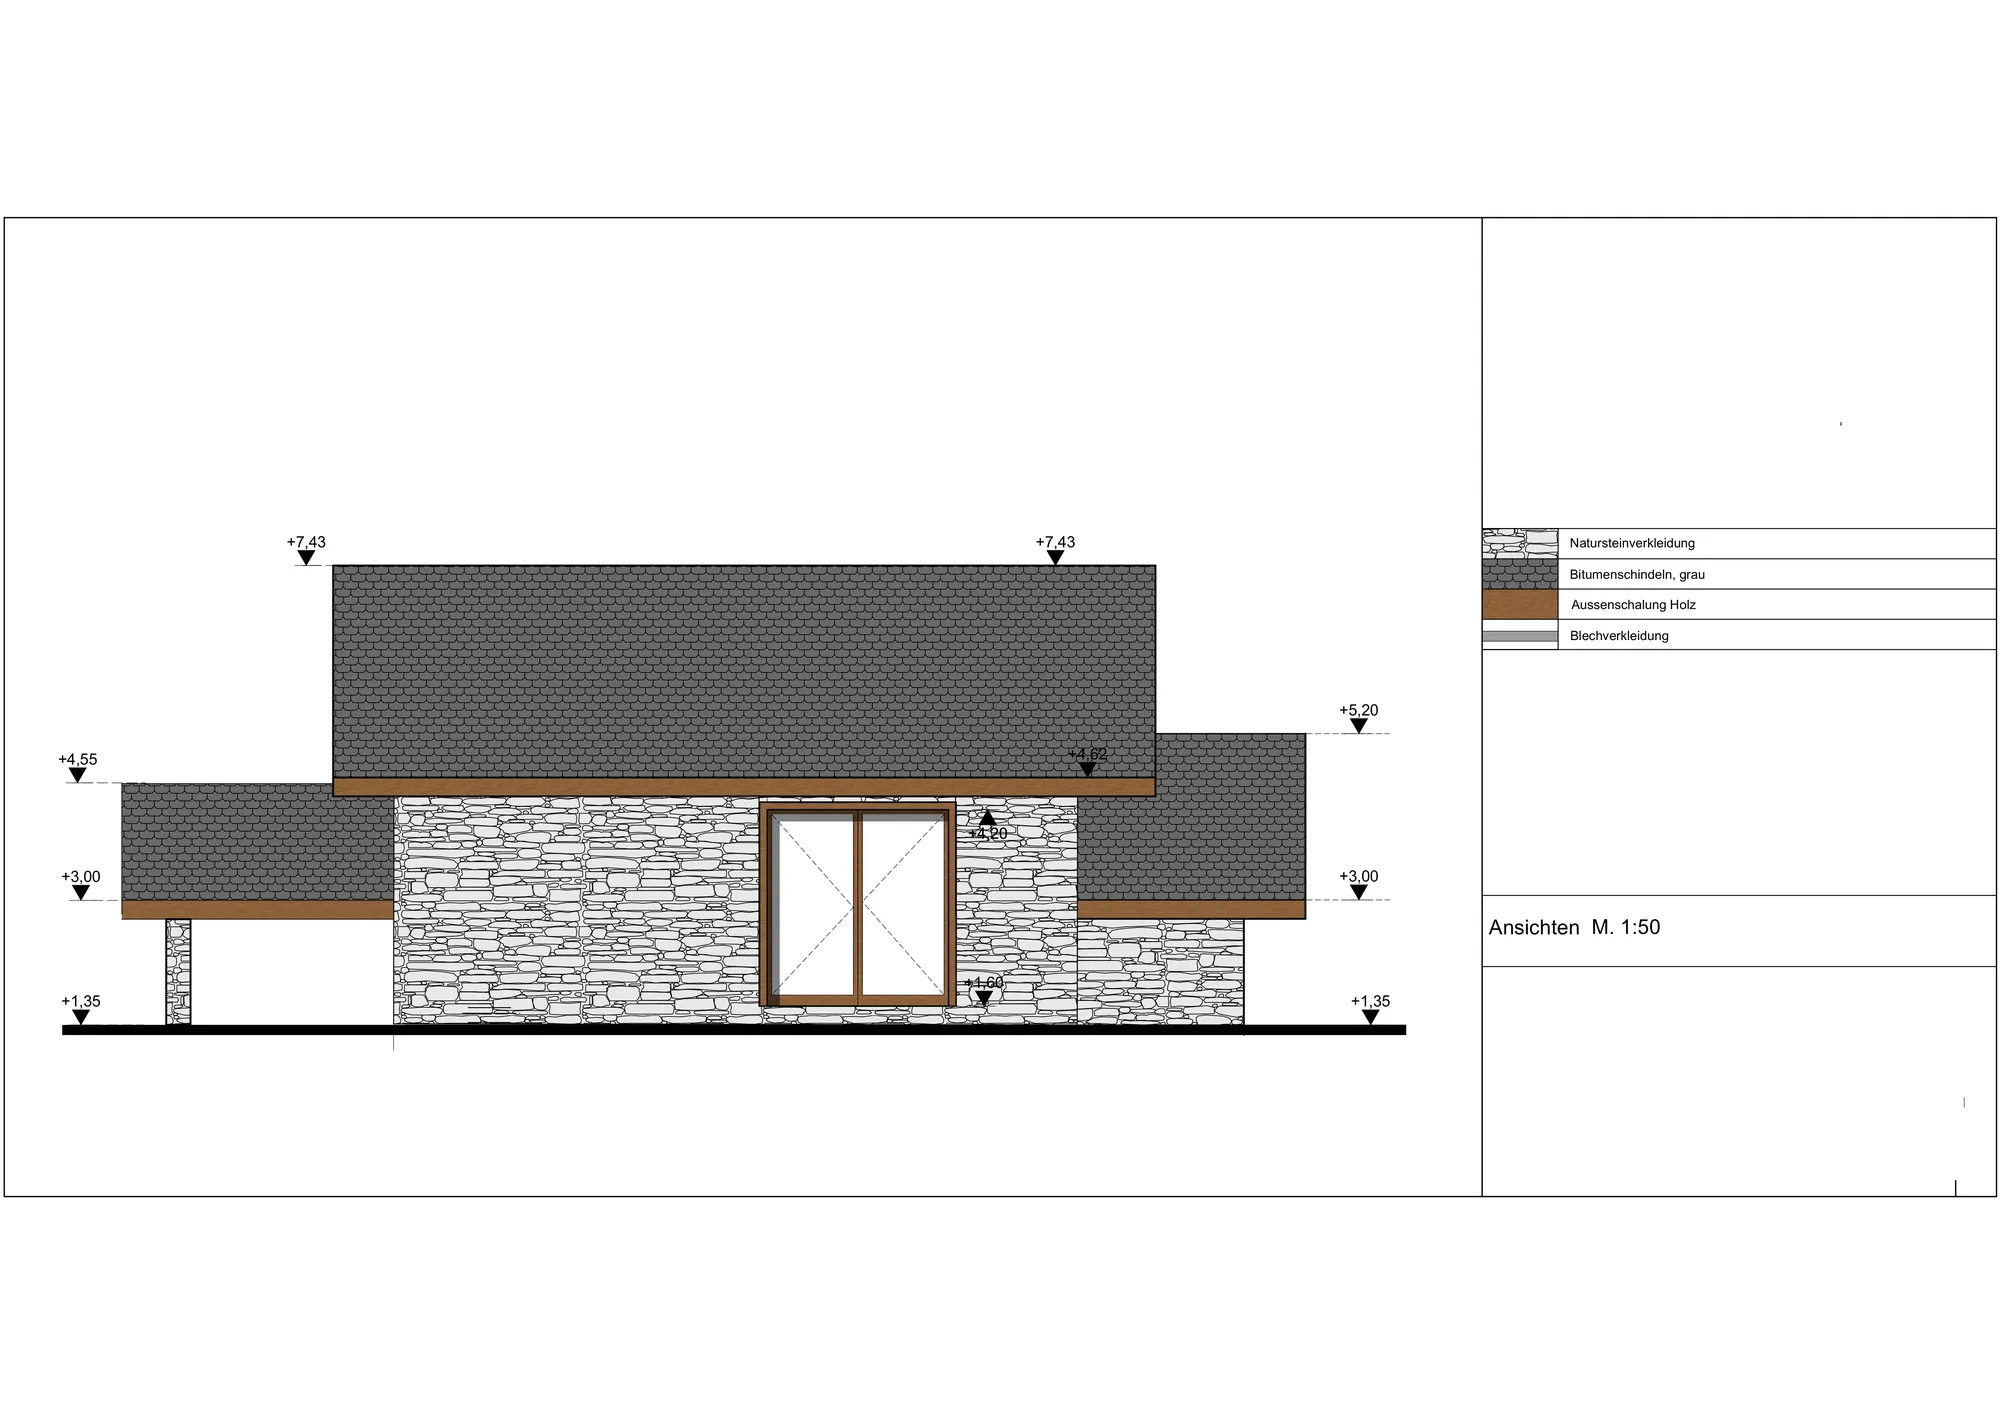 +7,43
+7,43
+5,20
+4,62
+4,55
+4,20
+3,00
+3,00
+1,60
+1,35
+1,35
Natursteinverkleidung
Bitumenschindeln, grau
Aussenschalung Holz
Blechverkleidung
Ansichten M. 1:50